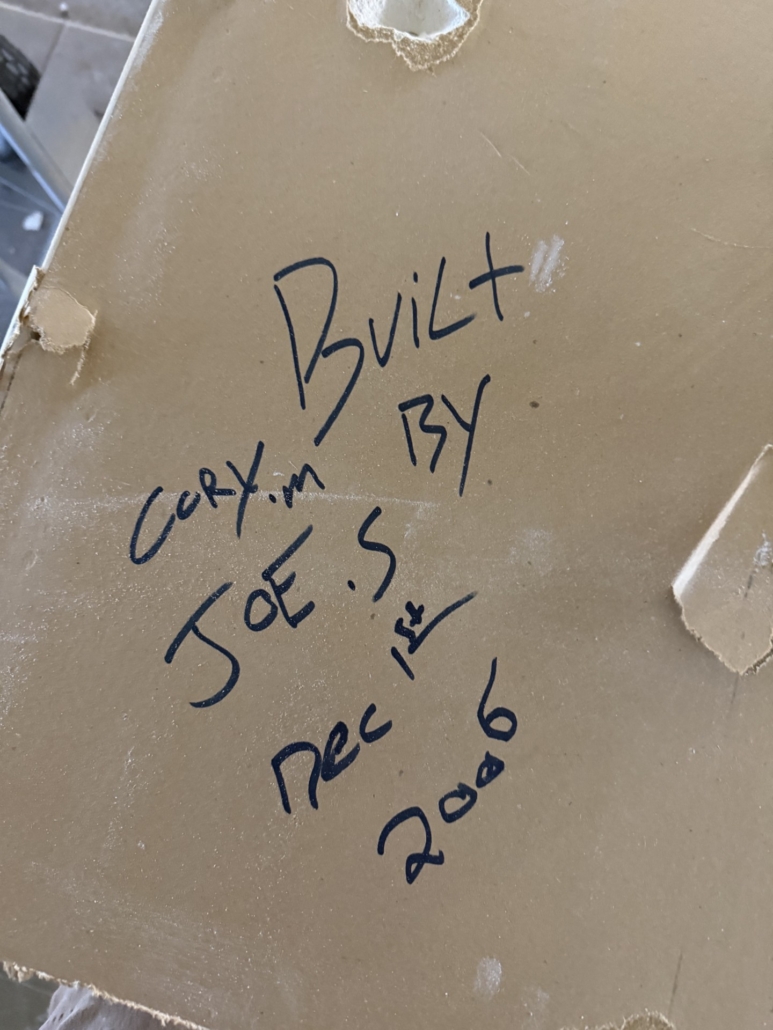 BUiLt
BY
CORY.m
JOE.S
DEC 1st
2006